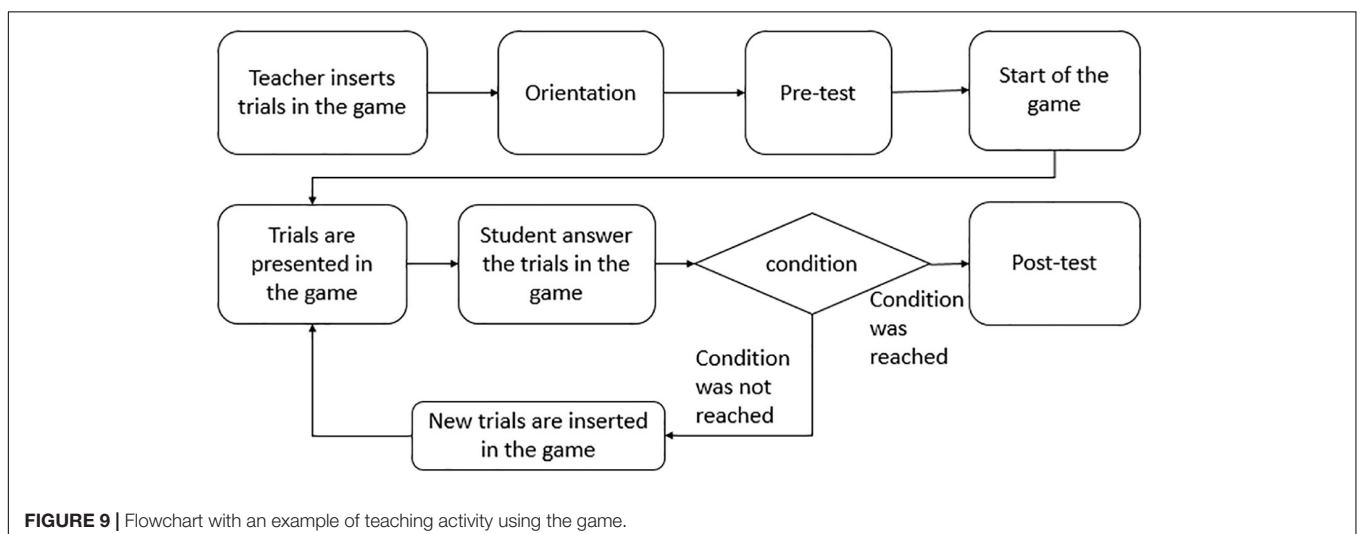 Teacher inserts
trials in the game
Orientation
Pre-test
Start of the
game
Trials are
presented in
the game
Student answer
the trials in the
game
condition
Post-test
Condition
was
reached
Condition
was not
reached
New trials are inserted
in the game
FIGURE 9 | Flowchart with an example of teaching activity using the game.